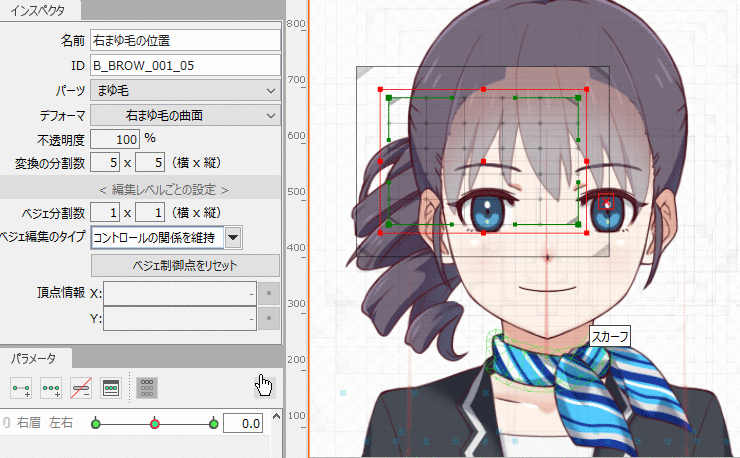 インスペクタ
名前 右まゆ毛の位置
ID B_BROW_001_05
パーツ まゆ毛
デフォーマ 右まゆ毛の曲面
不透明度 100 %
変換の分割数 5 x 5 (横 x 縦)
< 編集レベルごとの設定 >
ベジェ分割数 1 x 1 (横 x 縦)
ベジェ編集のタイプ コントロールの関係を維持
ベジェ制御点をリセット
頂点情報 X: -
Y: -
パラメータ
右眉 左右 0.0
800
700
600
500
400
300
200
100
スカーフ